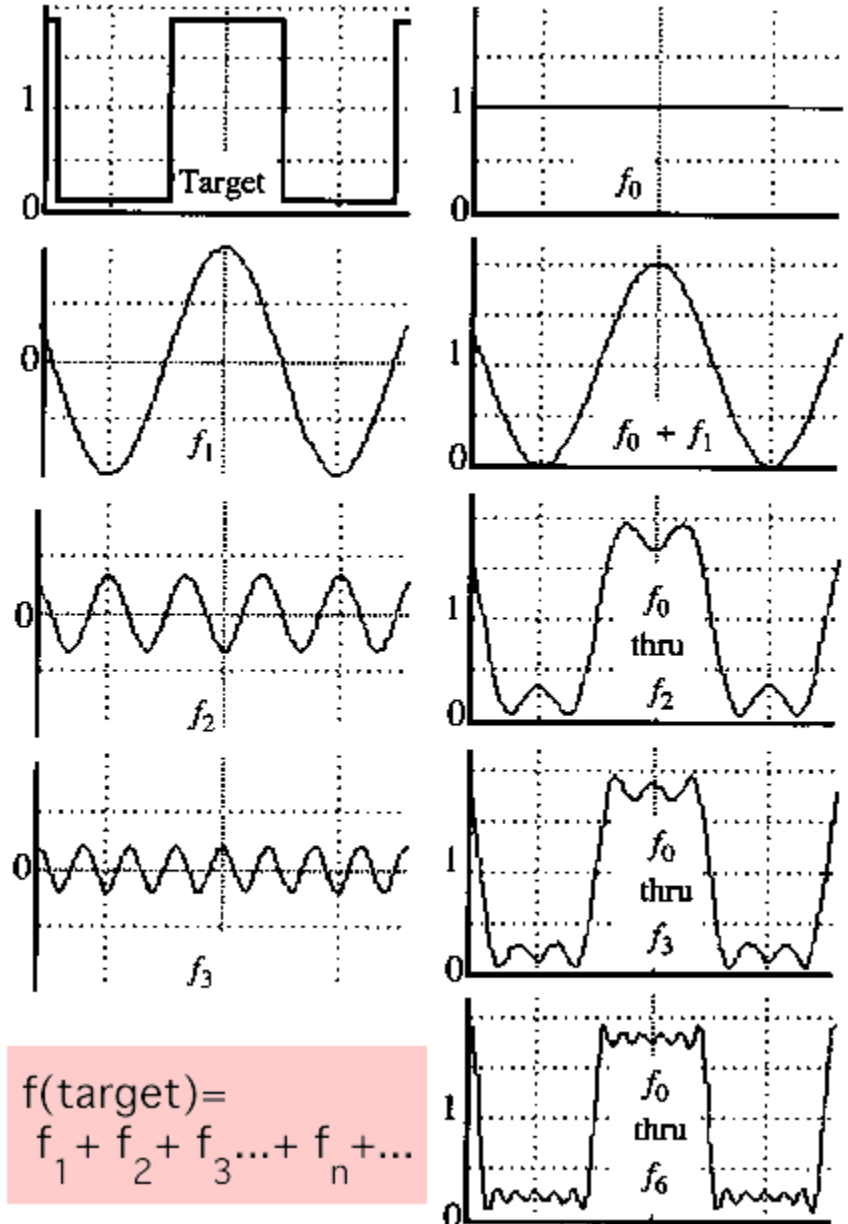 1
0
Target
1
0
f0
0
f1
1
0
f0 + f1
0
f2
1
0
f0
thru
f2
0
f3
1
0
f0
thru
f3
f(target)=
f1+ f2+ f3...+ fn+...
1
0
f0
thru
f6